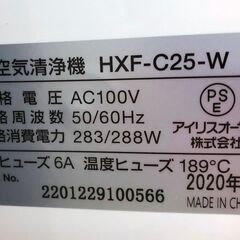 空気清浄機 HXF-C25-W
格電圧 AC100V
格周波数 50/60Hz
格消費電力 283/288W
ヒューズ 6A 温度ヒューズ 189℃
No. 2201229100566
PSE
アイリスオー
株式会
2020年
MADE IN CH